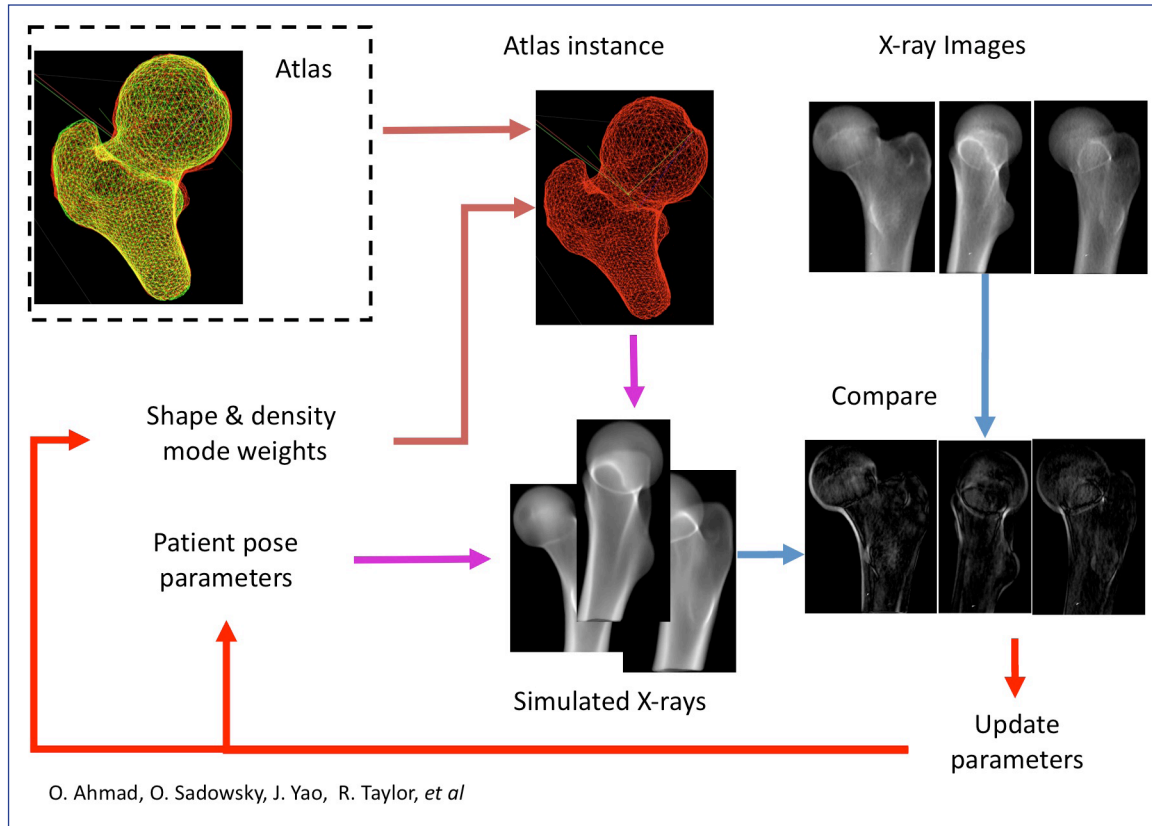 Atlas
Atlas instance
X-ray Images
Shape & density
mode weights
Compare
Patient pose
parameters
Simulated X-rays
Update
parameters
O. Ahmad, O. Sadowsky, J. Yao, R. Taylor, et al